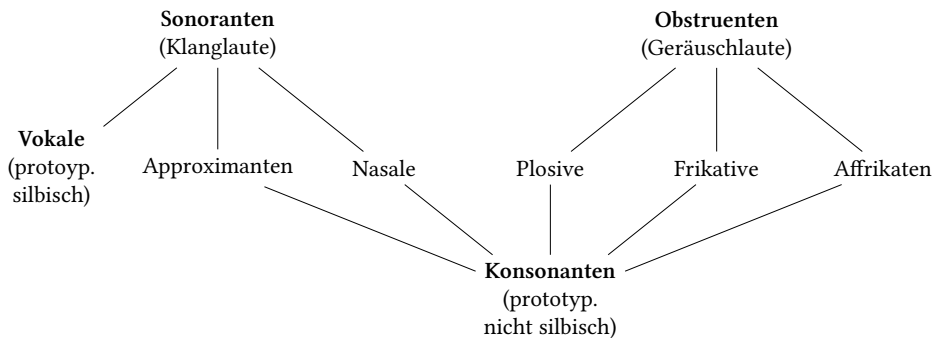 Sonoranten
(Klanglaute)
Obstruenten
(Geräuschlaute)
Vokale
(protoyp.
silbisch)
Approximanten
Nasale
Plosive
Frikative
Affrikaten
Konsonanten
(prototyp.
nicht silbisch)